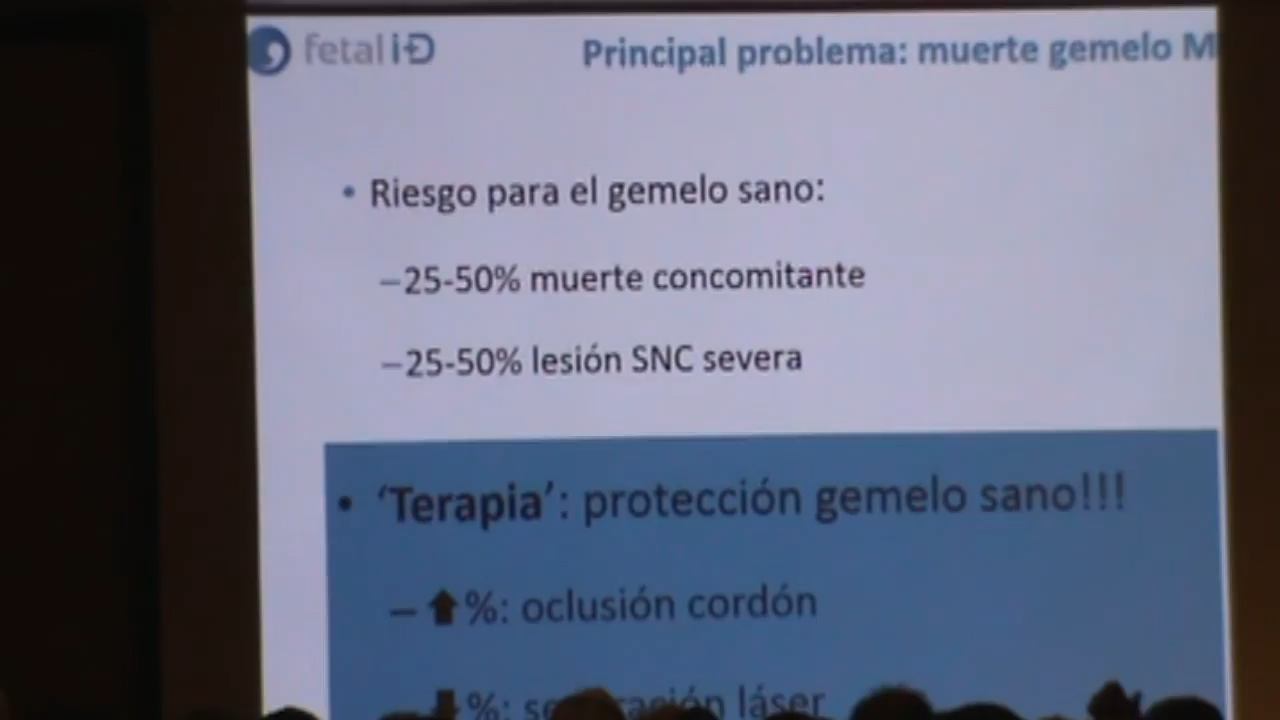 fetal i+D
Principal problema: muerte gemelo M
• Riesgo para el gemelo sano:
–25-50% muerte concomitante
–25-50% lesión SNC severa
• ‘Terapia’: protección gemelo sano!!!
– ⬆%: oclusión cordón
⬇%: láser